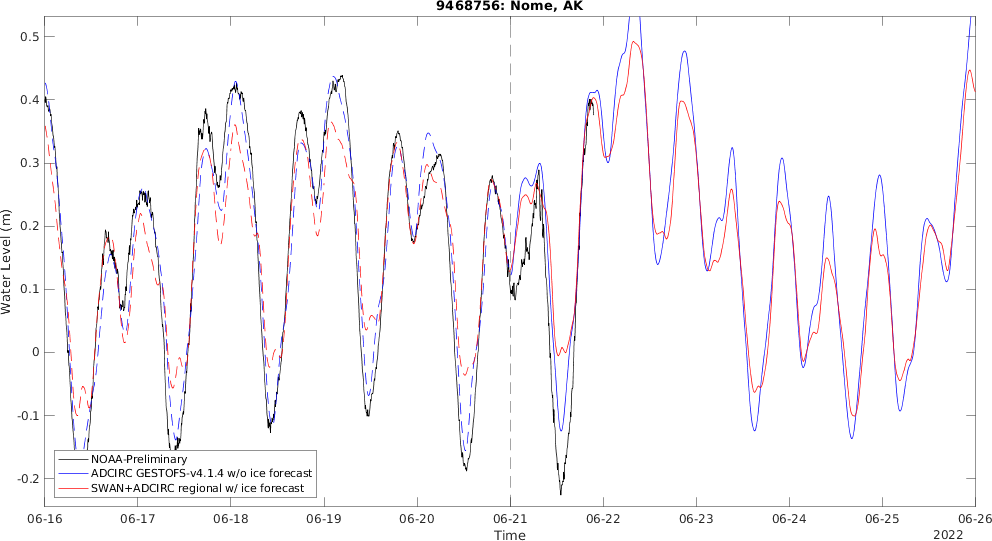 9468756: Nome, AK
Water Level (m)
0.5
0.4
0.3
0.2
0.1
0
-0.1
-0.2
NOAA-Preliminary
ADCIRC GESTOFS-v4.1.4 w/o ice forecast
SWAN+ADCIRC regional w/ ice forecast
06-16 06-17 06-18 06-19 06-20 06-21 06-22 06-23 06-24 06-25 06-26
Time
2022